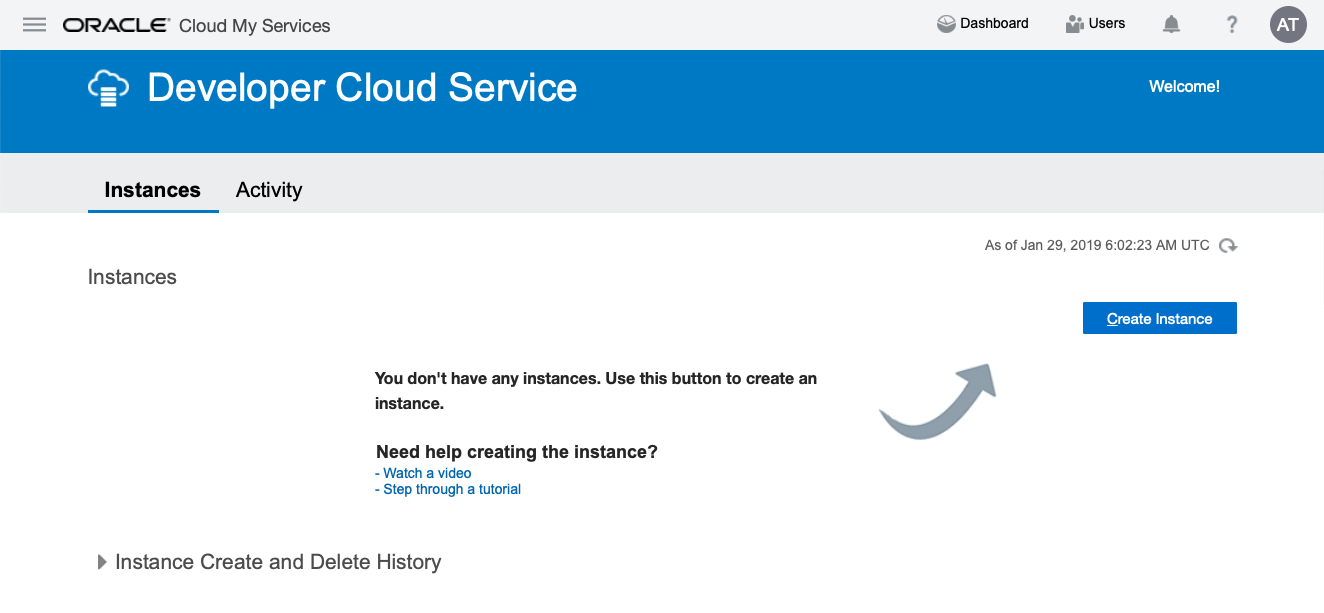 ORACLE® Cloud My Services
Dashboard
Users
?
AT
Developer Cloud Service
Welcome!
Instances
Activity
As of Jan 29, 2019 6:02:23 AM UTC
Instances
Create Instance
You don't have any instances. Use this button to create an
instance.
Need help creating the instance?
- Watch a video
- Step through a tutorial
Instance Create and Delete History